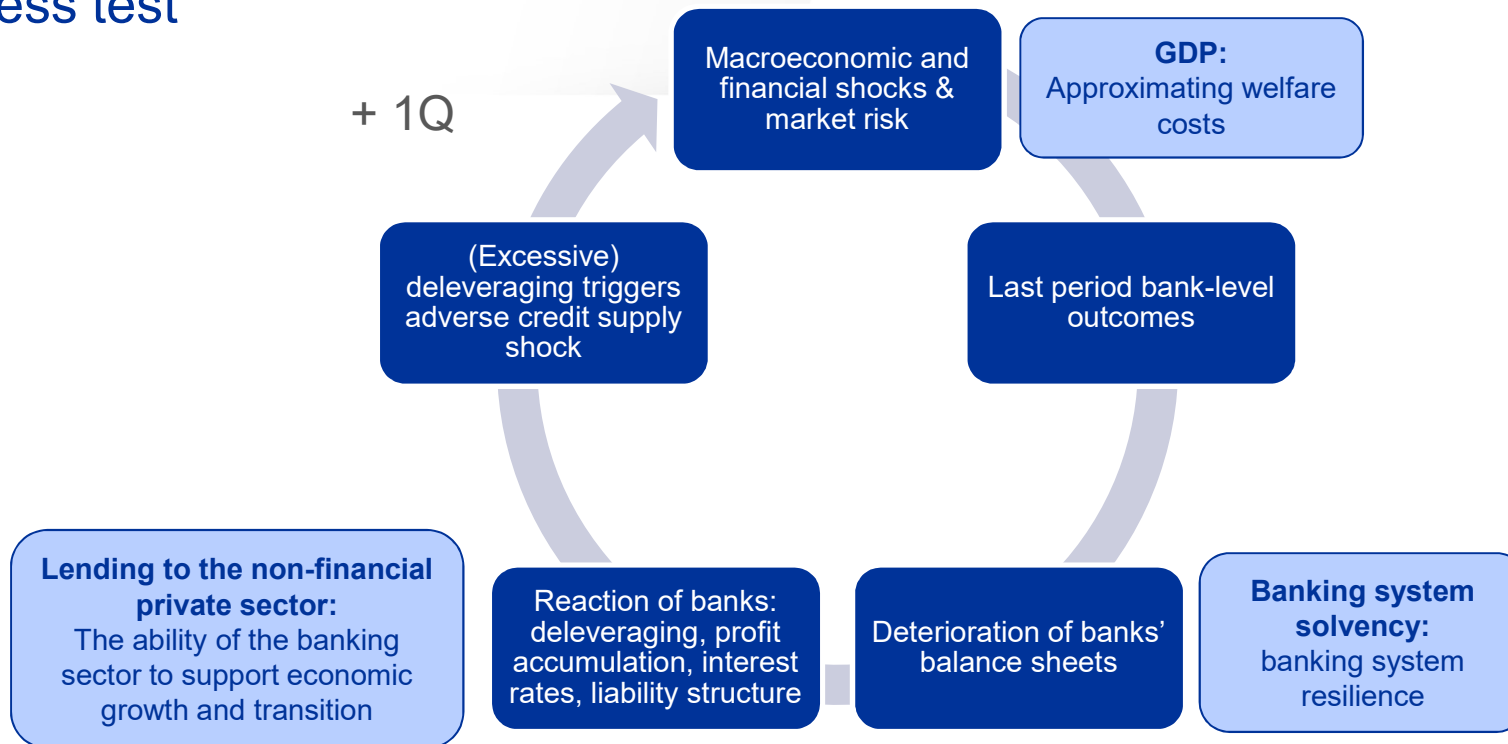 ess test
+ 1Q
Macroeconomic and
financial shocks &
market risk
GDP:
Approximating welfare
costs
(Excessive)
deleveraging triggers
adverse credit supply
shock
Last period bank-level
outcomes
Lending to the non-financial
private sector:
The ability of the banking
sector to support economic
growth and transition
Reaction of banks:
deleveraging, profit
accumulation, interest
rates, liability structure
Deterioration of banks’
balance sheets
Banking system
solvency:
banking system
resilience